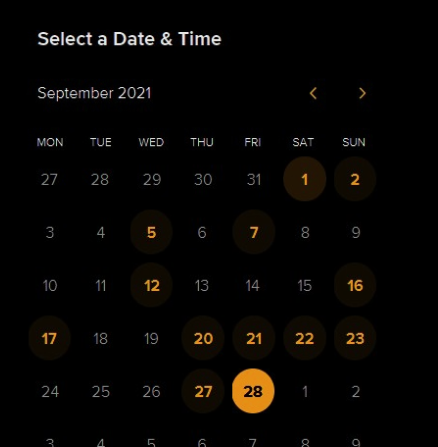 Select a Date & Time
September 2021
MON TUE WED THU FRI SAT SUN
27 28 29 30 31 1 2
3 4 5 6 7 8 9
10 11 12 13 14 15 16
17 18 19 20 21 22 23
24 25 26 27 28 1 2
3 4 5 6 7 8 9